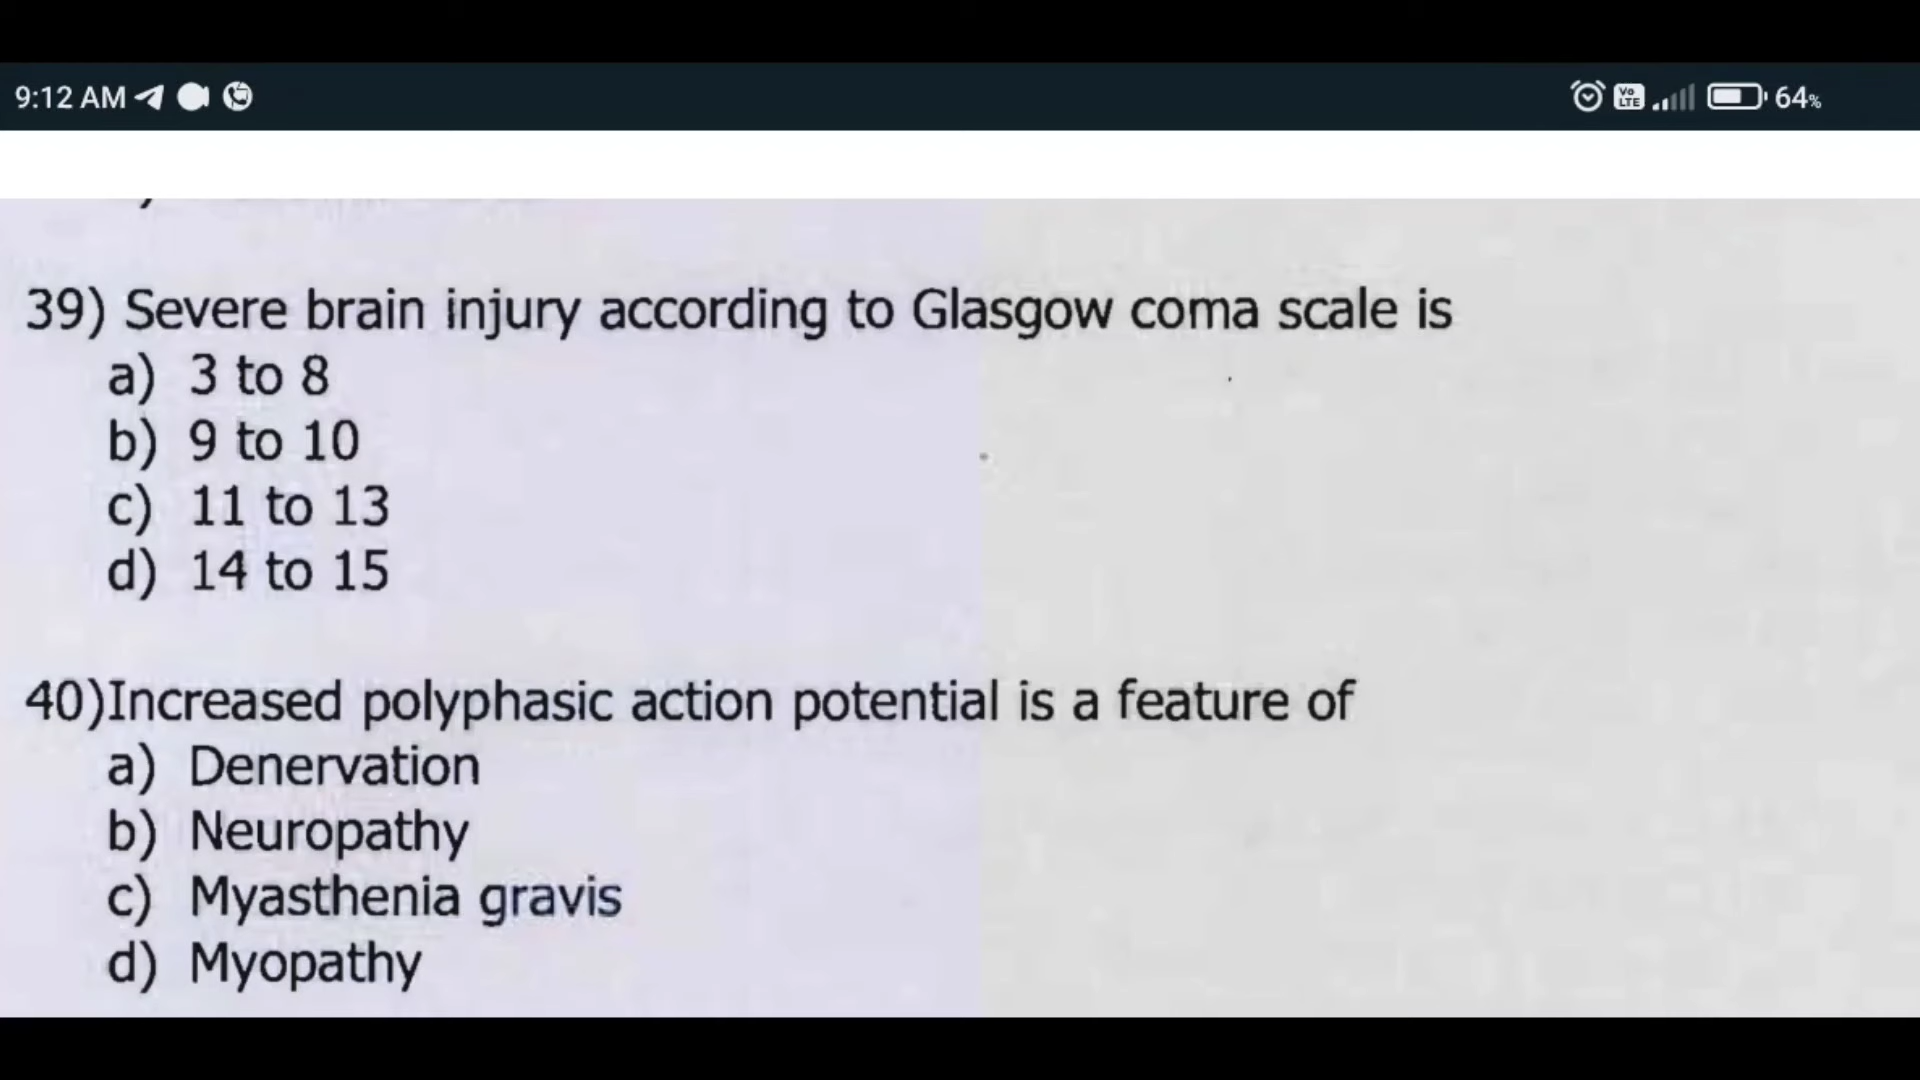 9:12 AM Vo LTE 64%
39) Severe brain injury according to Glasgow coma scale is
a) 3 to 8
b) 9 to 10
c) 11 to 13
d) 14 to 15
40)Increased polyphasic action potential is a feature of
a) Denervation
b) Neuropathy
c) Myasthenia gravis
d) Myopathy